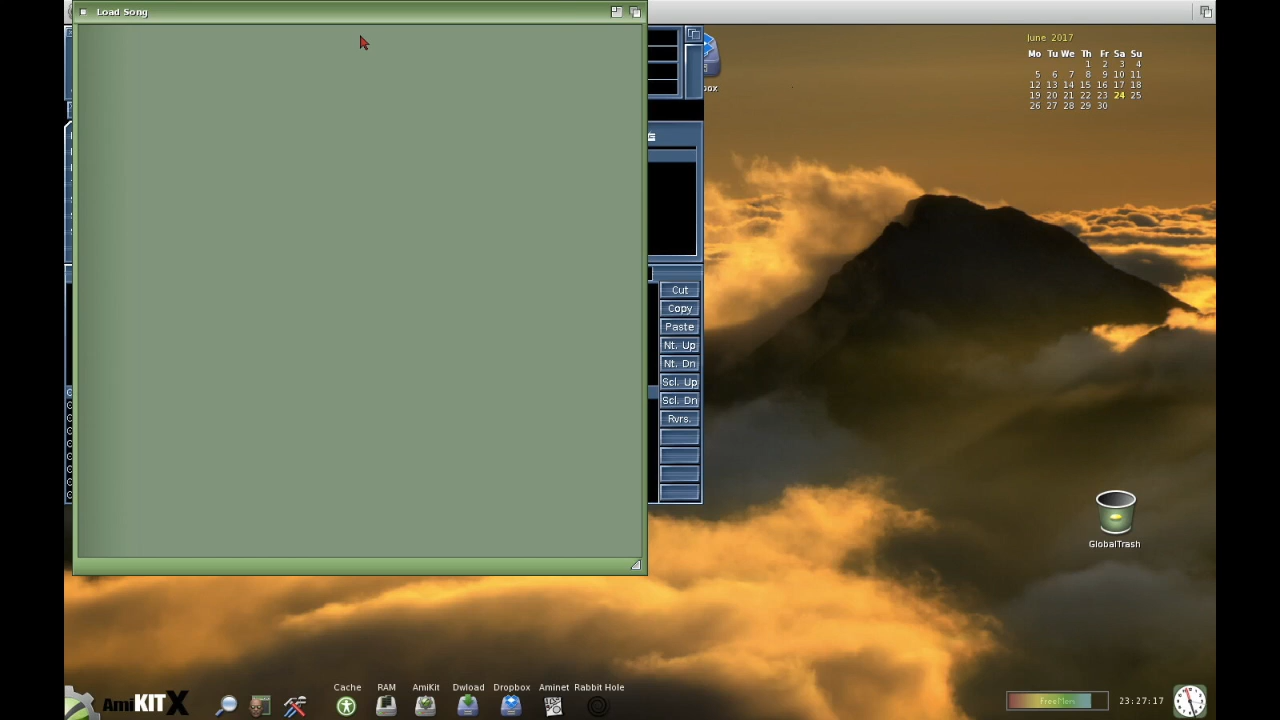 Load Song
box
June 2017
Mo Tu We Th Fr Sa Su
1 2 3 4
5 6 7 8 9 10 11
12 13 14 15 16 17 18
19 20 21 22 23 24 25
26 27 28 29 30
Cut
Copy
Paste
Nt. Up
Nt. Dn
Scl. Up
Scl. Dn
Rvrs.
GlobalTrash
AmiKIT X
Cache RAM AmiKit Dwload Dropbox Aminet Rabbit Hole
FreeMem
23:27:17